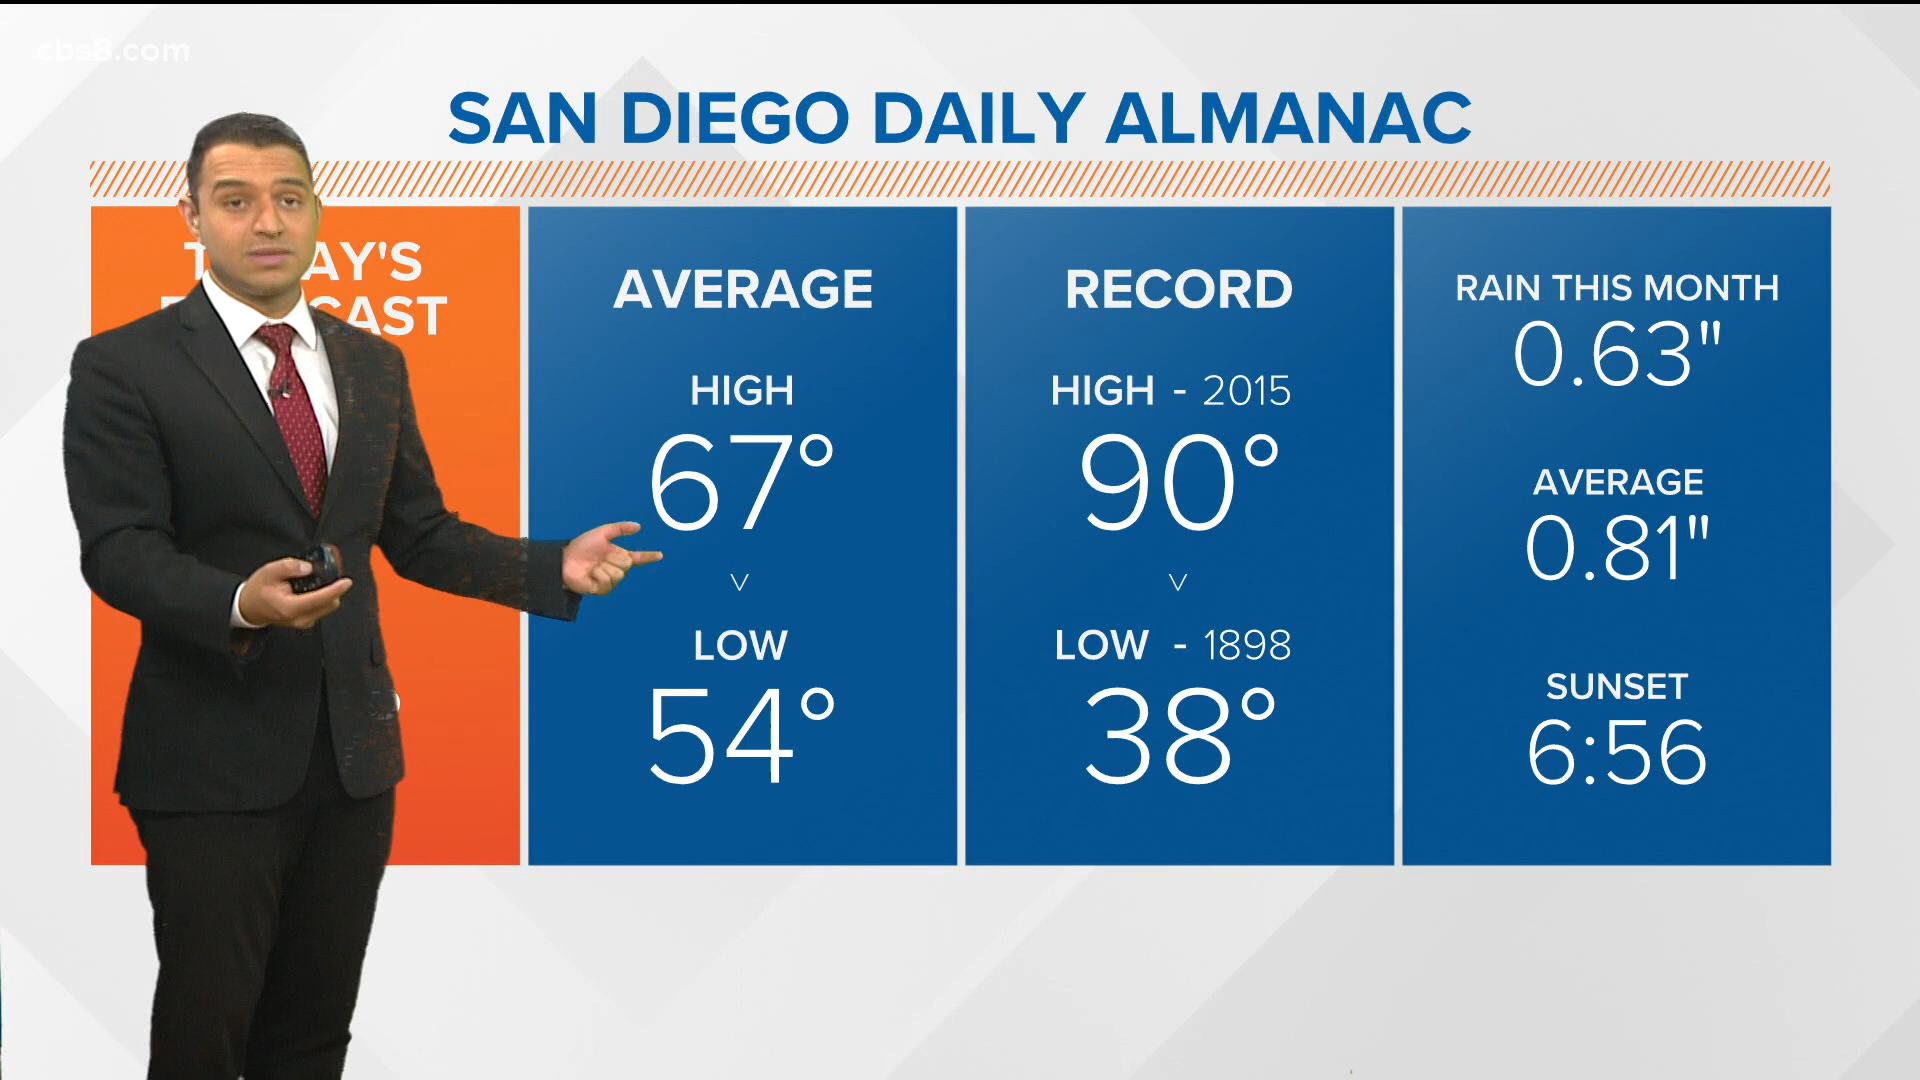 cbs8.com
SAN DIEGO DAILY ALMANAC
AVERAGE
HIGH
67°
LOW
54°
RECORD
HIGH - 2015
90°
LOW - 1898
38°
RAIN THIS MONTH
0.63"
AVERAGE
0.81"
SUNSET
6:56